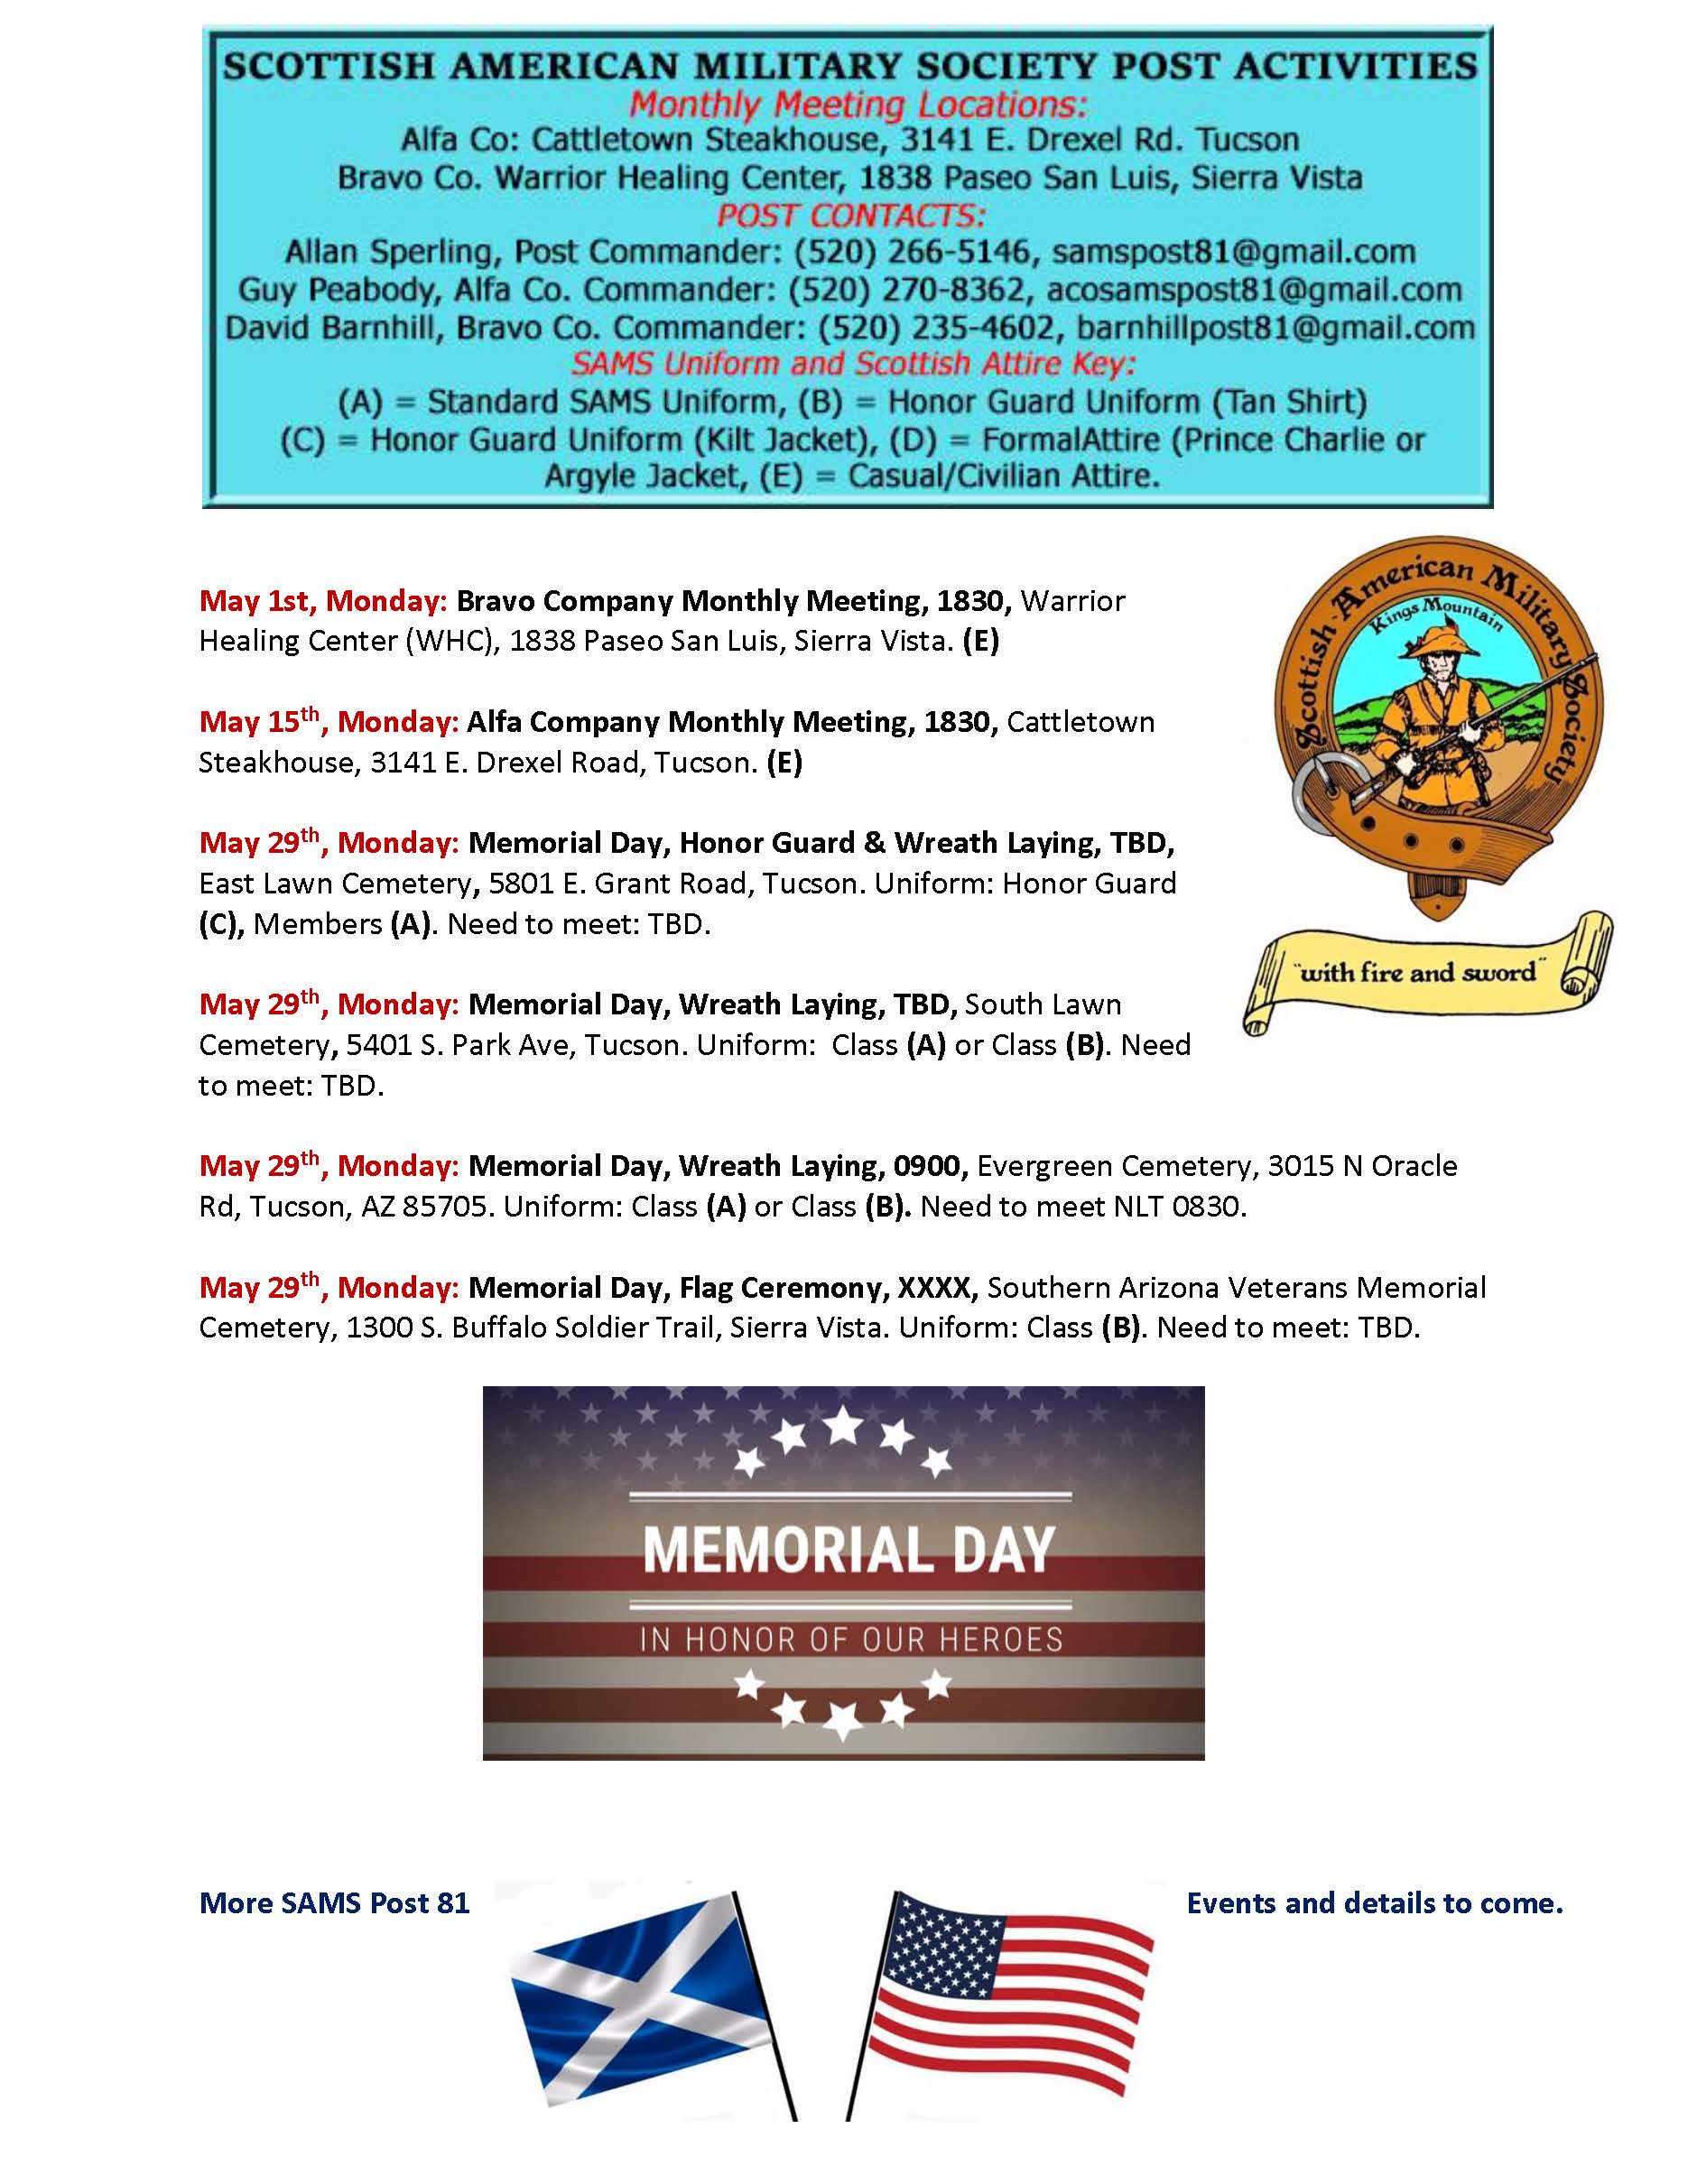 SCOTTISH AMERICAN MILITARY SOCIETY POST ACTIVITIES
Monthly Meeting Locations:
Alfa Co: Cattletown Steakhouse, 3141 E. Drexel Rd. Tucson
Bravo Co. Warrior Healing Center, 1838 Paseo San Luis, Sierra Vista
POST CONTACTS:
Allan Sperling, Post Commander: (520) 266-5146, samspost81@gmail.com
Guy Peabody, Alfa Co. Commander: (520) 270-8362, acosamspost81@gmail.com
David Barnhill, Bravo Co. Commander: (520) 235-4602, barnhillpost81@gmail.com
SAMS Uniform and Scottish Attire Key:
(A) = Standard SAMS Uniform, (B) = Honor Guard Uniform (Tan Shirt)
(C) = Honor Guard Uniform (Kilt Jacket), (D) = FormalAttire (Prince Charlie or
Argyle Jacket, (E) = Casual/Civilian Attire.
May 1st, Monday: Bravo Company Monthly Meeting, 1830, Warrior
Healing Center (WHC), 1838 Paseo San Luis, Sierra Vista. (E)
May 15th, Monday: Alfa Company Monthly Meeting, 1830, Cattletown
Steakhouse, 3141 E. Drexel Road, Tucson. (E)
May 29th, Monday: Memorial Day, Honor Guard & Wreath Laying, TBD,
East Lawn Cemetery, 5801 E. Grant Road, Tucson. Uniform: Honor Guard
(C), Members (A). Need to meet: TBD.
May 29th, Monday: Memorial Day, Wreath Laying, TBD, South Lawn
Cemetery, 5401 S. Park Ave, Tucson. Uniform:  Class (A) or Class (B). Need
to meet: TBD.
Scottish-American Military Society
Kings Mountain
"with fire and sword"
May 29th, Monday: Memorial Day, Wreath Laying, 0900, Evergreen Cemetery, 3015 N Oracle
Rd, Tucson, AZ 85705. Uniform: Class (A) or Class (B). Need to meet NLT 0830.
May 29th, Monday: Memorial Day, Flag Ceremony, XXXX, Southern Arizona Veterans Memorial
Cemetery, 1300 S. Buffalo Soldier Trail, Sierra Vista. Uniform: Class (B). Need to meet: TBD.
MEMORIAL DAY
IN HONOR OF OUR HEROES
More SAMS Post 81 Events and details to come.